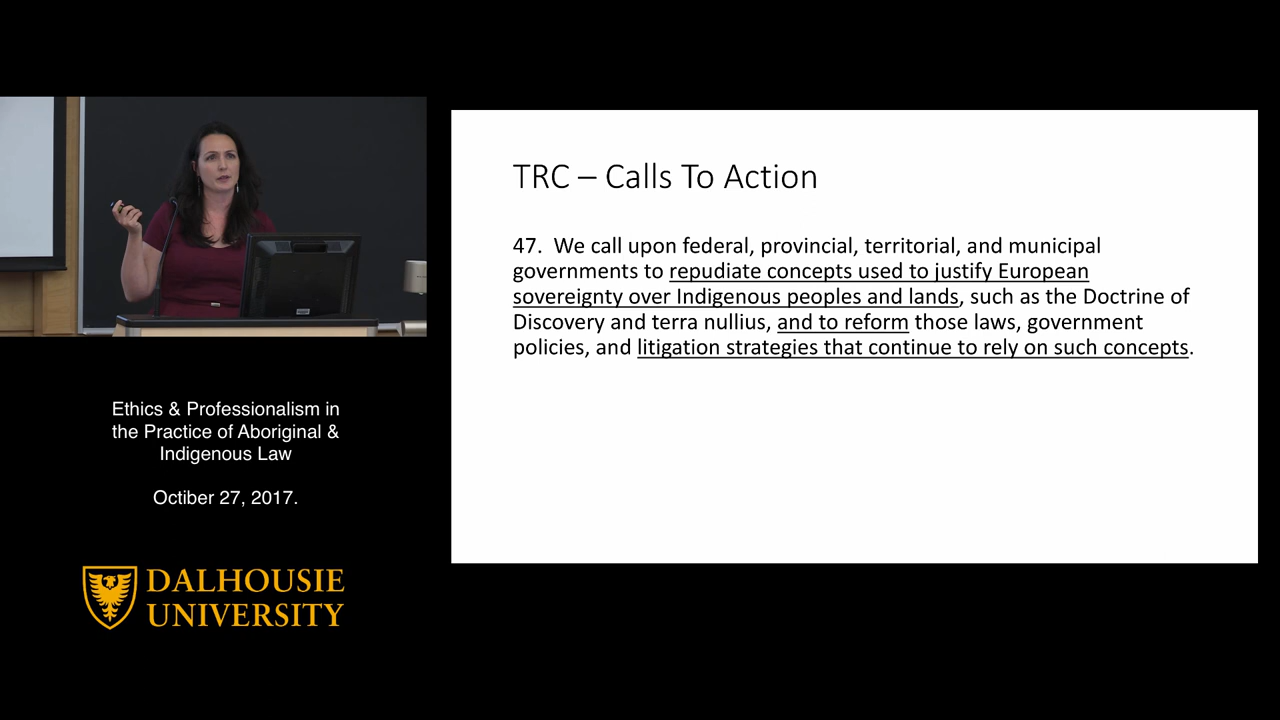 TRC – Calls To Action
47. We call upon federal, provincial, territorial, and municipal
governments to repudiate concepts used to justify European
sovereignty over Indigenous peoples and lands, such as the Doctrine of
Discovery and terra nullius, and to reform those laws, government
policies, and litigation strategies that continue to rely on such concepts.
Ethics & Professionalism in
the Practice of Aboriginal &
Indigenous Law
Octiber 27, 2017.
DALHOUSIE
UNIVERSITY